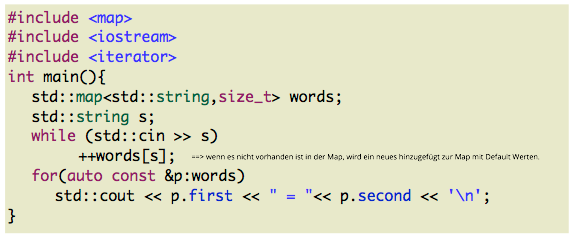 #include <map>
#include <iostream>
#include <iterator>
int main(){
std::map<std::string,size_t> words;
std::string s;
while (std::cin >> s)
++words[s]; ==> wenn es nicht vorhanden ist in der Map, wird ein neues hinzugefügt zur Map mit Default Werten.
for(auto const &p:words)
std::cout << p.first << " = "<< p.second << '\n';
}